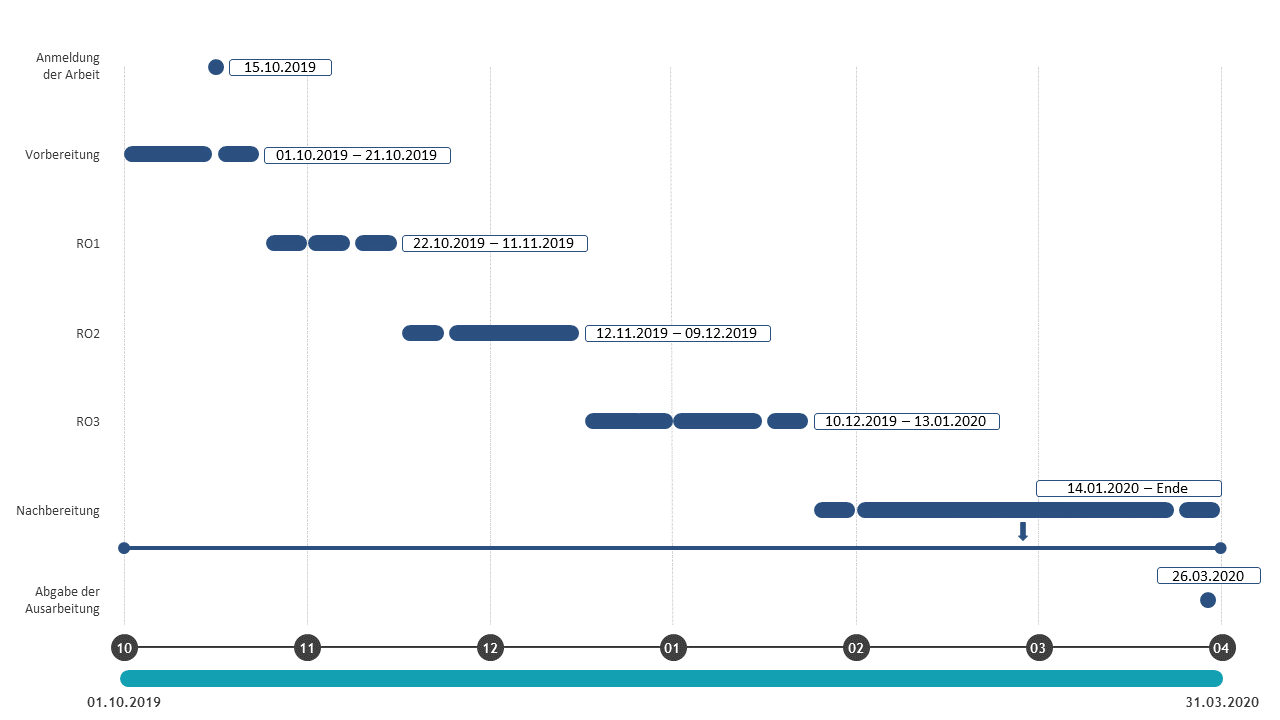 Anmeldung
der Arbeit
15.10.2019
Vorbereitung
01.10.2019 – 21.10.2019
RO1
22.10.2019 – 11.11.2019
RO2
12.11.2019 – 09.12.2019
RO3
10.12.2019 – 13.01.2020
14.01.2020 – Ende
Nachbereitung
26.03.2020
Abgabe der
Ausarbeitung
10 11 12 01 02 03 04
01.10.2019 31.03.2020